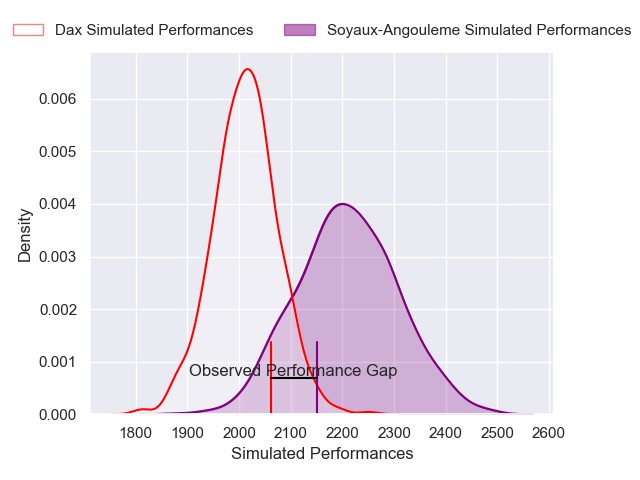 Dax Simulated Performances
Soyaux-Angouleme Simulated Performances
0.006
0.005
0.004
0.003
0.002
0.001
0.000
Density
Observed Performance Gap
1800 1900 2000 2100 2200 2300 2400 2500 2600
Simulated Performances